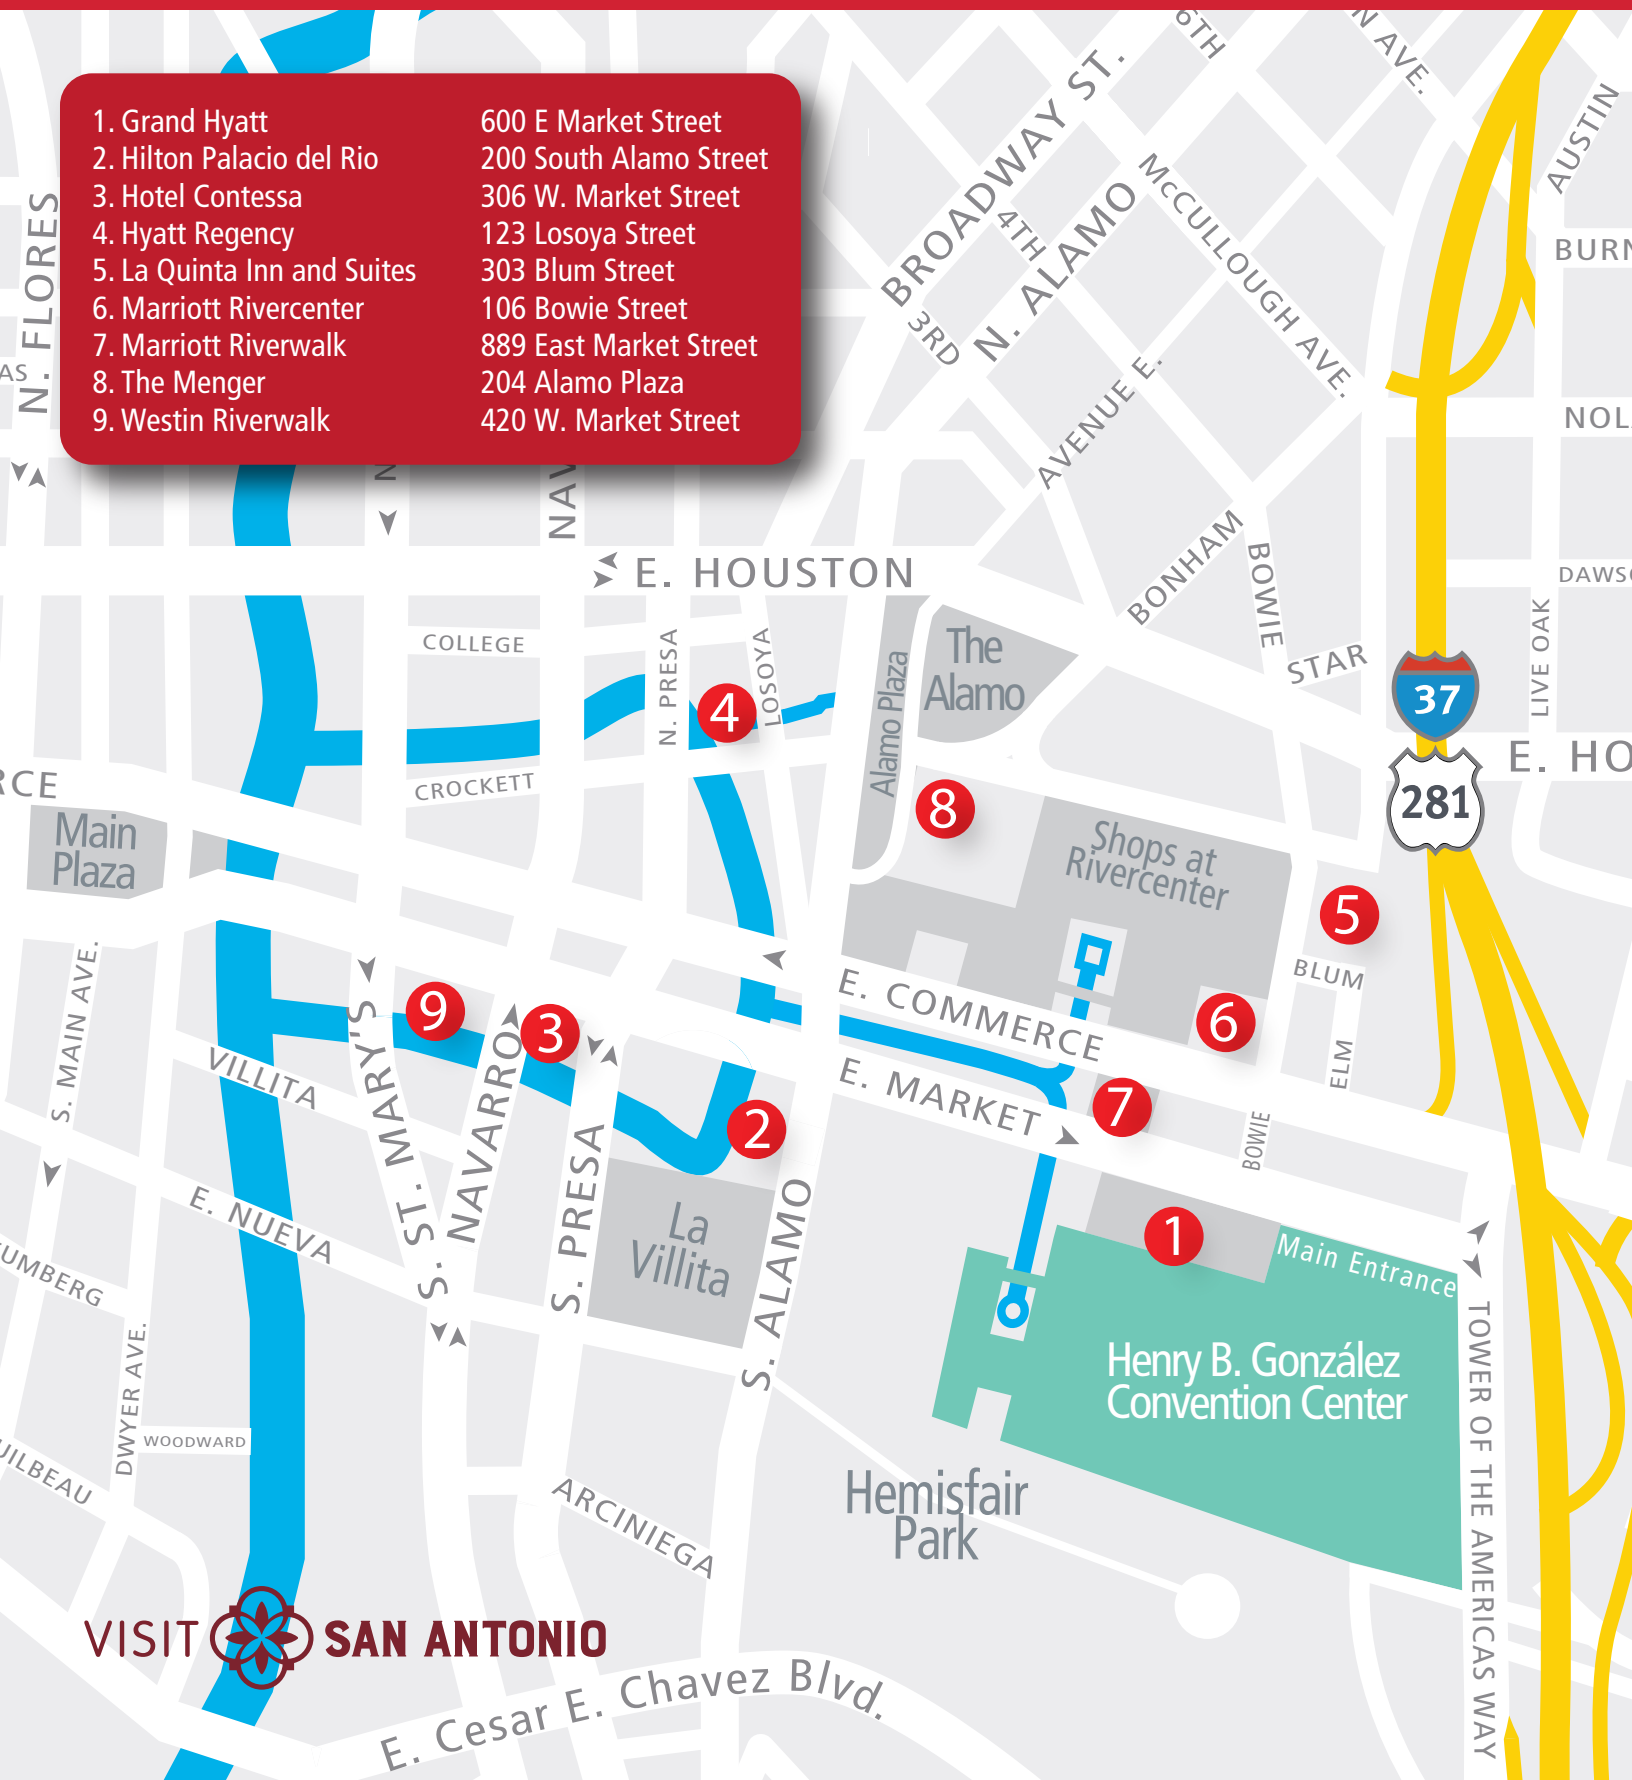 1. Grand Hyatt 600 E Market Street
2. Hilton Palacio del Rio 200 South Alamo Street
3. Hotel Contessa 306 W. Market Street
4. Hyatt Regency 123 Losoya Street
5. La Quinta Inn and Suites 303 Blum Street
6. Marriott Rivercenter 106 Bowie Street
7. Marriott Riverwalk 889 East Market Street
8. The Menger 204 Alamo Plaza
9. Westin Riverwalk 420 W. Market Street
6TH
N AVE.
AUSTIN
BROADWAY ST.
N. ALAMO
McCULLOUGH AVE.
4TH
3RD
N. FLORES
AS
BURN
AVENUE E.
NOL
N
NAV
E. HOUSTON
BONHAM
BOWIE
DAWS
LIVE OAK
STAR
COLLEGE
N. PRESA
LOSOYA
Alamo Plaza
The
Alamo
37
4
E. HO
281
RCE
CROCKETT
8
Main
Plaza
Shops at
Rivercenter
5
BLUM
S. MAIN AVE.
9
3
E. COMMERCE
6
ELM
VILLITA
S. ST. MARY'S
NAVARRO
S. PRESA
2
E. MARKET
7
BOWIE
E. NUEVA
La
Villita
S. ALAMO
1
Main Entrance
UMBERG
DWYER AVE.
WOODWARD
UILBEAU
Henry B. González
Convention Center
TOWER OF THE AMERICAS WAY
ARCINIEGA
Hemisfair
Park
VISIT SAN ANTONIO
E. Cesar E. Chavez Blvd.